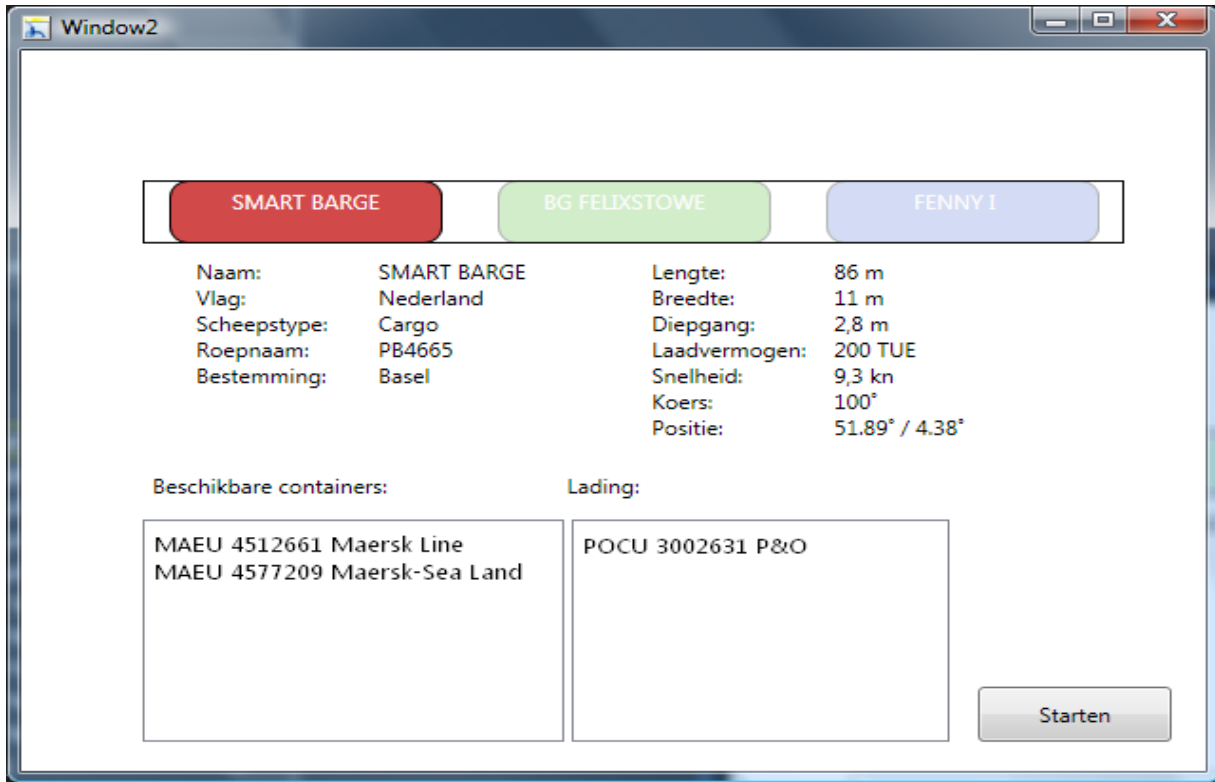 Window2
SMART BARGE BG FELIXSTOWE FENNY I
Naam: SMART BARGE Lengte: 86 m
Vlag: Nederland Breedte: 11 m
Scheepstype: Cargo Diepgang: 2,8 m
Roepnaam: PB4665 Laadvermogen: 200 TUE
Bestemming: Basel Snelheid: 9,3 kn
Koers: 100°
Positie: 51.89° / 4.38°
Beschikbare containers: Lading:
MAEU 4512661 Maersk Line POCU 3002631 P&O
MAEU 4577209 Maersk-Sea Land
Starten